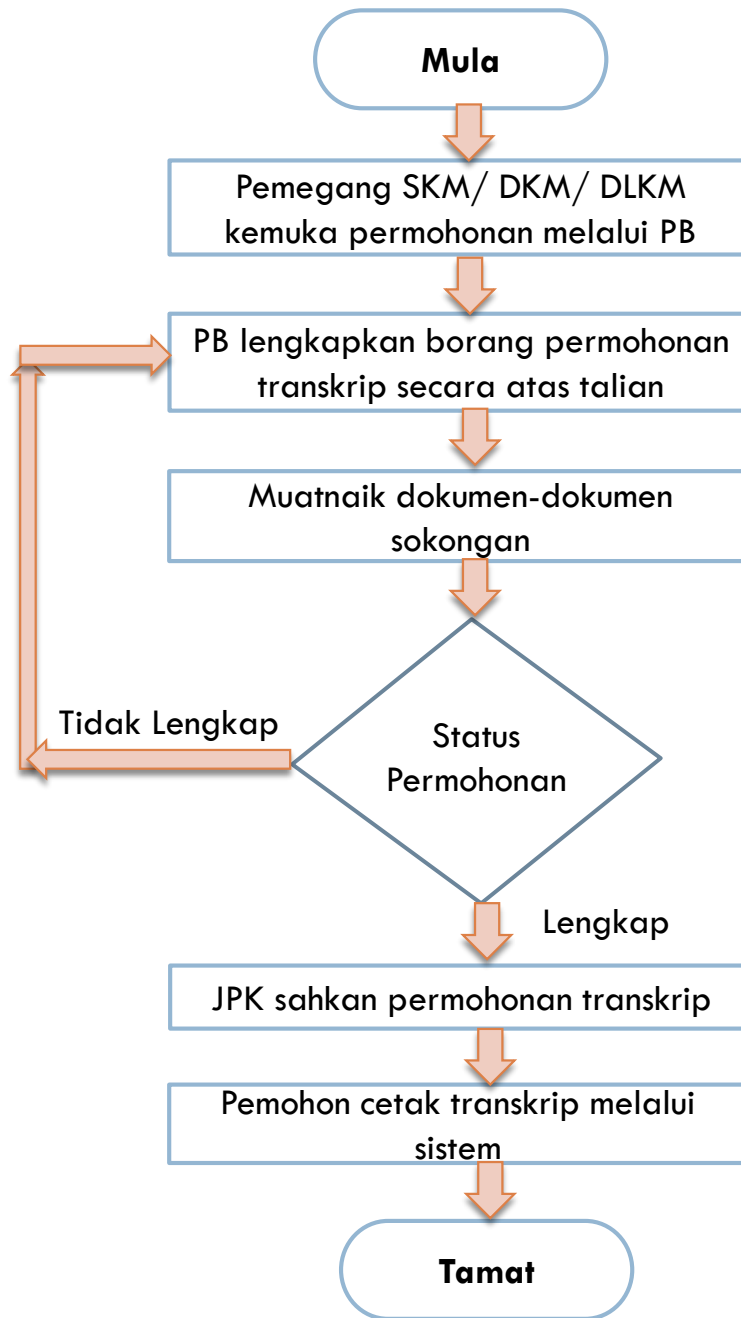 Mula
Pemegang SKM/ DKM/ DLKM
kemuka permohonan melalui PB
PB lengkapkan borang permohonan
transkrip secara atas talian
Muatnaik dokumen-dokumen
sokongan
Tidak Lengkap
Status
Permohonan
Lengkap
JPK sahkan permohonan transkrip
Pemohon cetak transkrip melalui
sistem
Tamat